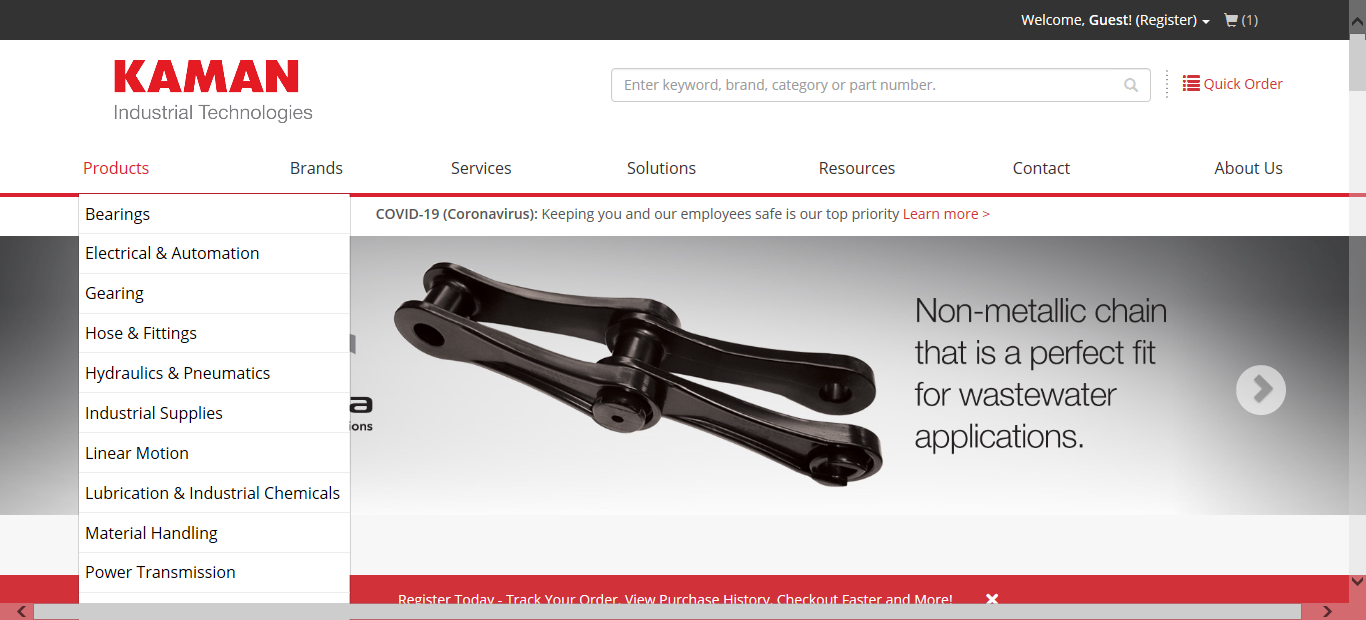 Welcome, Guest! (Register)
(1)
KAMAN
Industrial Technologies
Enter keyword, brand, category or part number.
Quick Order
Products
Brands
Services
Solutions
Resources
Contact
About Us
Bearings
Electrical & Automation
Gearing
Hose & Fittings
Hydraulics & Pneumatics
Industrial Supplies
Linear Motion
Lubrication & Industrial Chemicals
Material Handling
Power Transmission
COVID-19 (Coronavirus): Keeping you and our employees safe is our top priority Learn more >
Non-metallic chain
that is a perfect fit
for wastewater
applications.
Register Today - Track Your Order, View Purchase History, Checkout Faster and More!